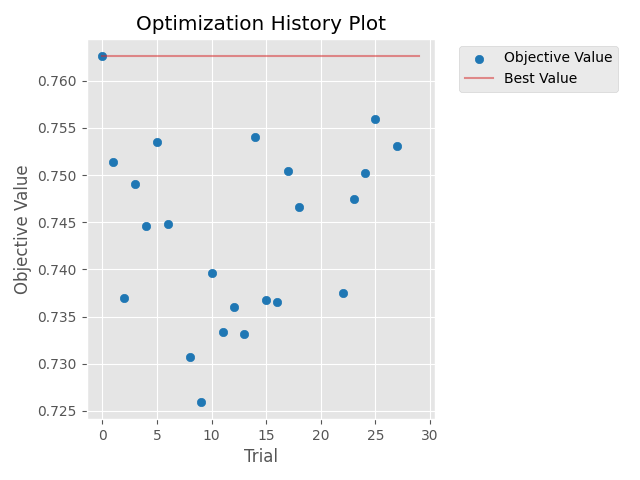 Optimization History Plot
Objective Value
Best Value
0.760
0.755
0.750
0.745
0.740
0.735
0.730
0.725
Objective Value
0 5 10 15 20 25 30
Trial